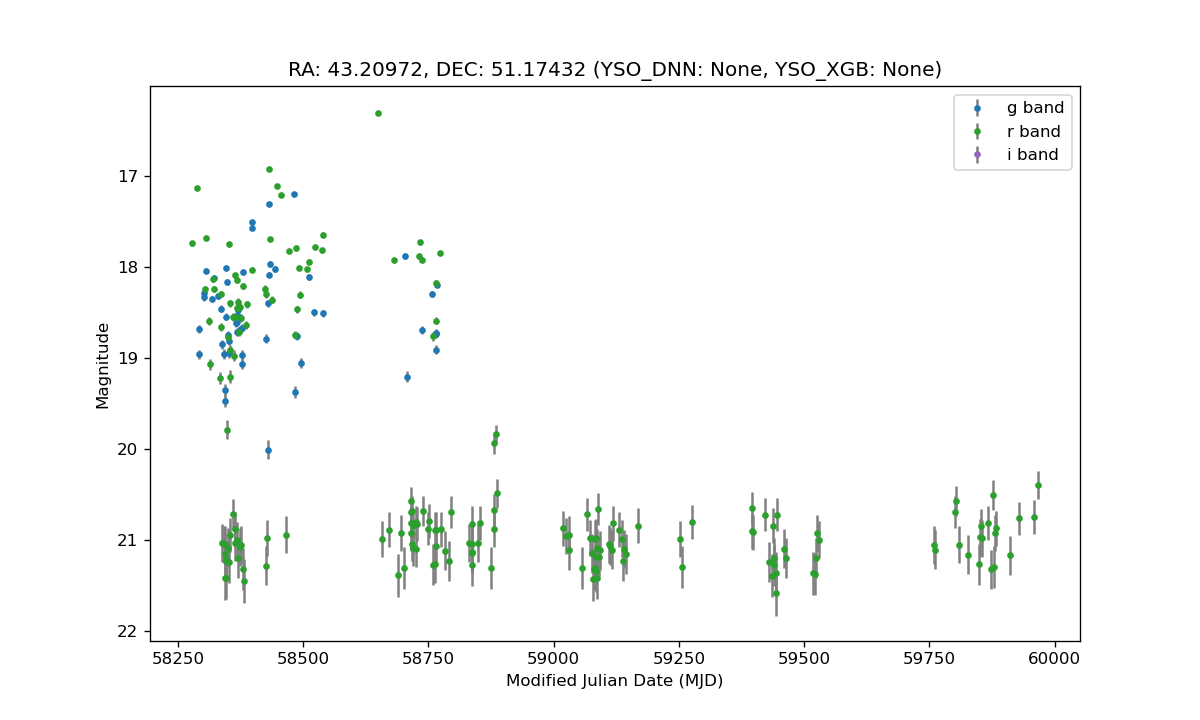 RA: 43.20972, DEC: 51.17432 (YSO_DNN: None, YSO_XGB: None)
g band
r band
i band
17
18
19
20
21
22
Magnitude
58250 58500 58750 59000 59250 59500 59750 60000
Modified Julian Date (MJD)